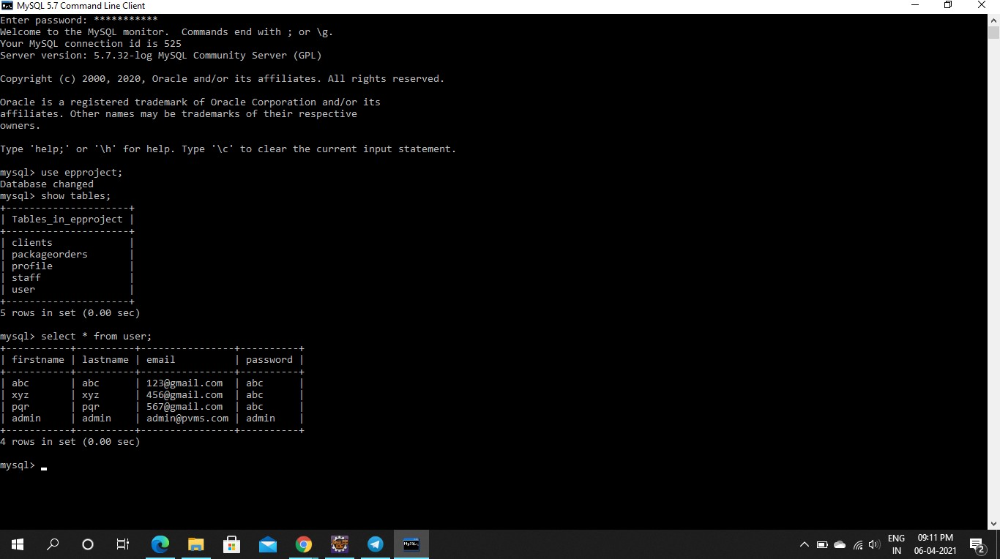 MySQL 5.7 Command Line Client
Enter password: ***********
Welcome to the MySQL monitor.  Commands end with ; or \g.
Your MySQL connection id is 525
Server version: 5.7.32-log MySQL Community Server (GPL)
Copyright (c) 2000, 2020, Oracle and/or its affiliates. All rights reserved.
Oracle is a registered trademark of Oracle Corporation and/or its
affiliates. Other names may be trademarks of their respective
owners.
Type 'help;' or '\h' for help. Type '\c' to clear the current input statement.
mysql> use epproject;
Database changed
mysql> show tables;
+---------------------+
| Tables_in_epproject |
+---------------------+
| clients             |
| packageorders       |
| profile             |
| staff               |
| user                |
+---------------------+
5 rows in set (0.00 sec)
mysql> select * from user;
+-----------+----------+----------------+----------+
| firstname | lastname | email          | password |
+-----------+----------+----------------+----------+
| abc       | abc      | 123@gmail.com  | abc      |
| xyz       | xyz      | 456@gmail.com  | abc      |
| pqr       | pqr      | 567@gmail.com  | abc      |
| admin     | admin    | admin@pvms.com | admin    |
+-----------+----------+----------------+----------+
4 rows in set (0.00 sec)
mysql>
ENG
IN
09:11 PM
06-04-2021
2